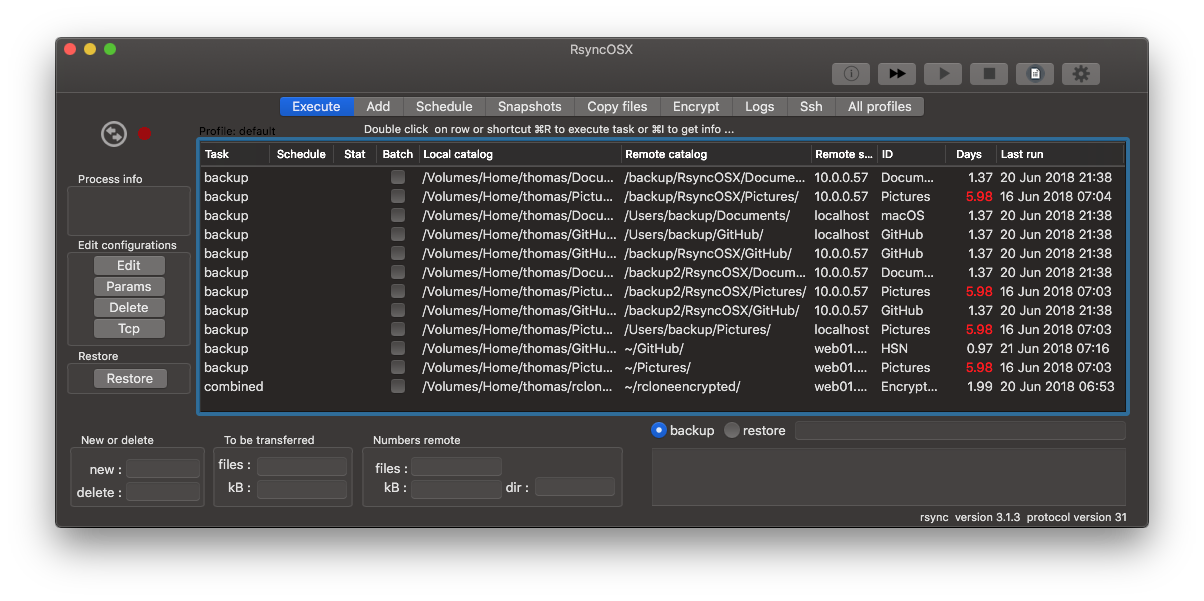 RsyncOSX
Execute Add Schedule Snapshots Copy files Encrypt Logs Ssh All profiles
Profile: default Double click on row or shortcut ⌘R to execute task or ⌘I to get info ...
Task Schedule Stat Batch Local catalog Remote catalog Remote s... ID Days Last run
backup /Volumes/Home/thomas/Docu... /backup/RsyncOSX/Docume... 10.0.0.57 Docum... 1.37 20 Jun 2018 21:38
backup /Volumes/Home/thomas/Pictu... /backup/RsyncOSX/Pictures/ 10.0.0.57 Pictures 5.98 16 Jun 2018 07:04
backup /Volumes/Home/thomas/Docu... /Users/backup/Documents/ localhost macOS 1.37 20 Jun 2018 21:38
backup /Volumes/Home/thomas/GitHu... /Users/backup/GitHub/ localhost GitHub 1.37 20 Jun 2018 21:38
backup /Volumes/Home/thomas/GitHu... /backup/RsyncOSX/GitHub/ 10.0.0.57 GitHub 1.37 20 Jun 2018 21:38
backup /Volumes/Home/thomas/Docu... /backup2/RsyncOSX/Docum... 10.0.0.57 Docum... 1.37 20 Jun 2018 21:38
backup /Volumes/Home/thomas/Pictu... /backup2/RsyncOSX/Pictures/ 10.0.0.57 Pictures 5.98 16 Jun 2018 07:03
backup /Volumes/Home/thomas/GitHu... /backup2/RsyncOSX/GitHub/ 10.0.0.57 GitHub 1.37 20 Jun 2018 21:38
backup /Volumes/Home/thomas/Pictu... /Users/backup/Pictures/ localhost Pictures 5.98 16 Jun 2018 07:03
backup /Volumes/Home/thomas/GitHu... ~/GitHub/ web01.... HSN 0.97 21 Jun 2018 07:16
backup /Volumes/Home/thomas/Pictu... ~/Pictures/ web01.... Pictures 5.98 16 Jun 2018 07:03
combined /Volumes/Home/thomas/rclon... ~/rcloneencrypted/ web01.... Encrypt... 1.99 20 Jun 2018 06:53
Process info
Edit configurations
Edit
Params
Delete
Tcp
Restore
Restore
backup restore
New or delete To be transferred Numbers remote
new : files : files :
delete : kB : kB : dir :
rsync version 3.1.3 protocol version 31